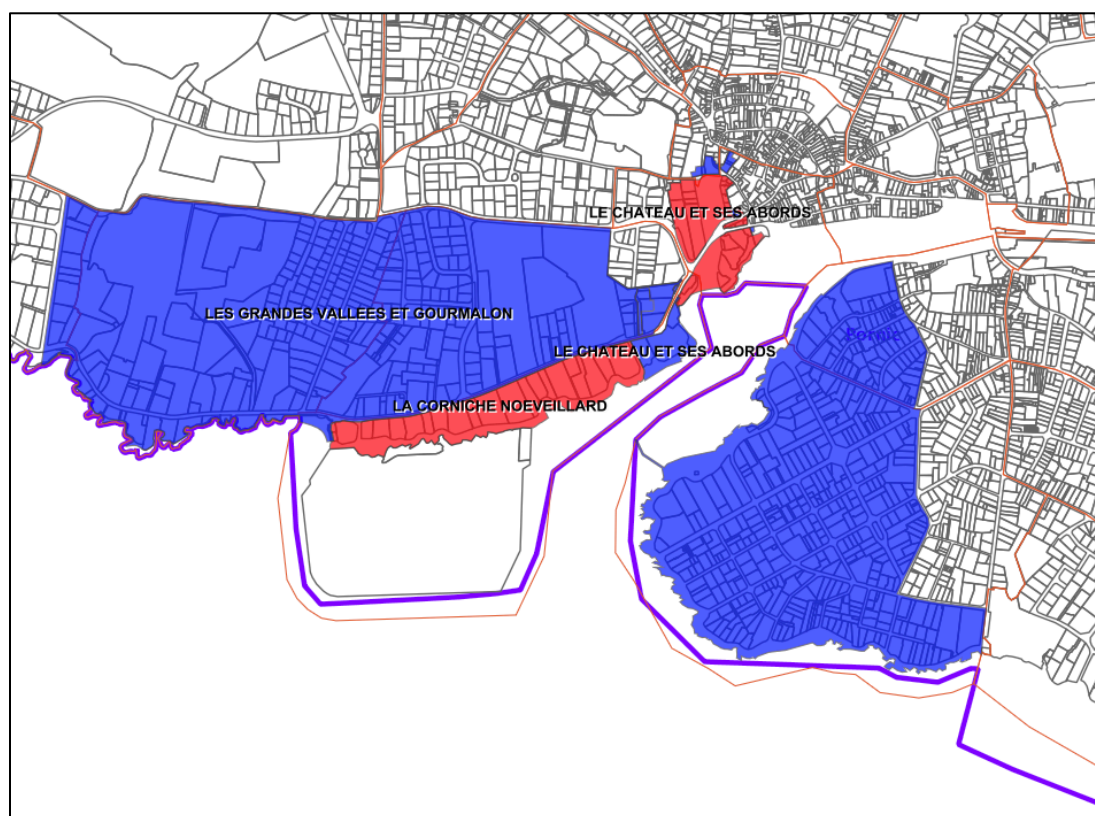 LE CHATEAU ET SES ABORDS
LES GRANDES VALLEES ET GOURMALON
Pornic
LE CHATEAU ET SES ABORDS
LA CORNICHE NOEVEILLARD